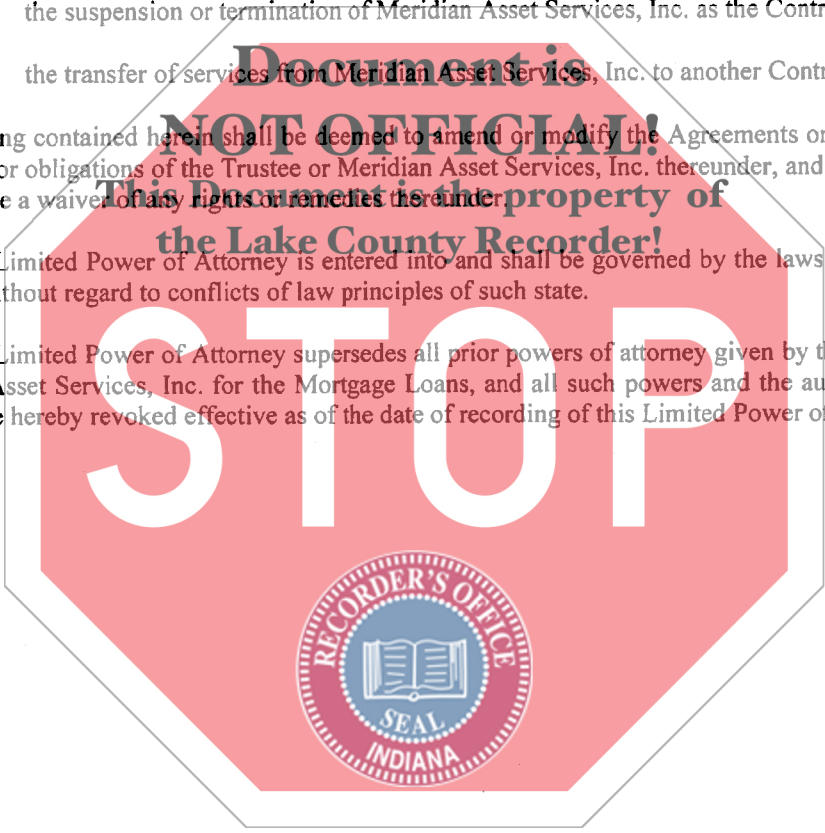 the suspension or termination of Meridian Asset Services, Inc. as the Contr
Document is
the transfer of services from Meridian Asset Services, Inc. to another Contr
NOT OFFICIAL!
ng contained herein shall be deemed to amend or modify the Agreements or
or obligations of the Trustee or Meridian Asset Services, Inc. thereunder, and
This Document is the property of
e a waiver of any rights or remedies thereunder.
the Lake County Recorder!
Limited Power of Attorney is entered into and shall be governed by the laws
thout regard to conflicts of law principles of such state.
Limited Power of Attorney supersedes all prior powers of attorney given by t
Asset Services, Inc. for the Mortgage Loans, and all such powers and the au
e hereby revoked effective as of the date of recording of this Limited Power of
STOP
RECORDER'S OFFICE
SEAL
INDIANA